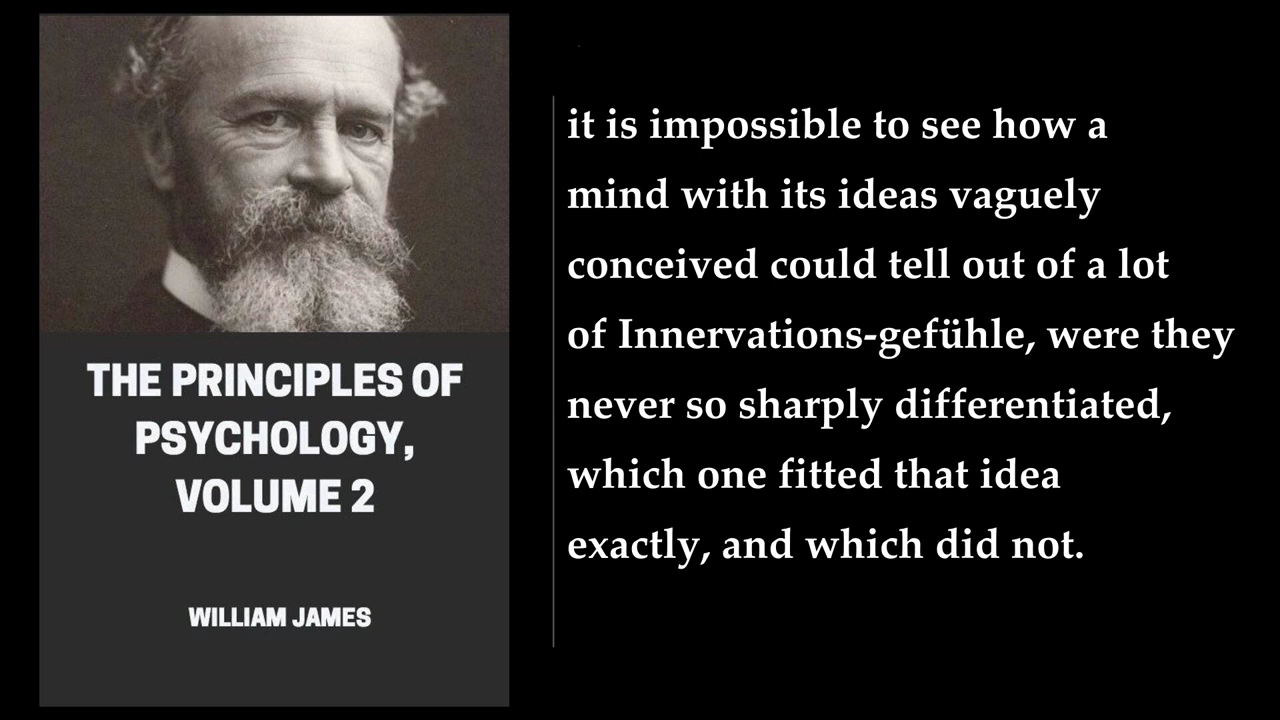 THE PRINCIPLES OF
PSYCHOLOGY,
VOLUME 2
WILLIAM JAMES
it is impossible to see how a
mind with its ideas vaguely
conceived could tell out of a lot
of Innervations-gefühle, were they
never so sharply differentiated,
which one fitted that idea
exactly, and which did not.